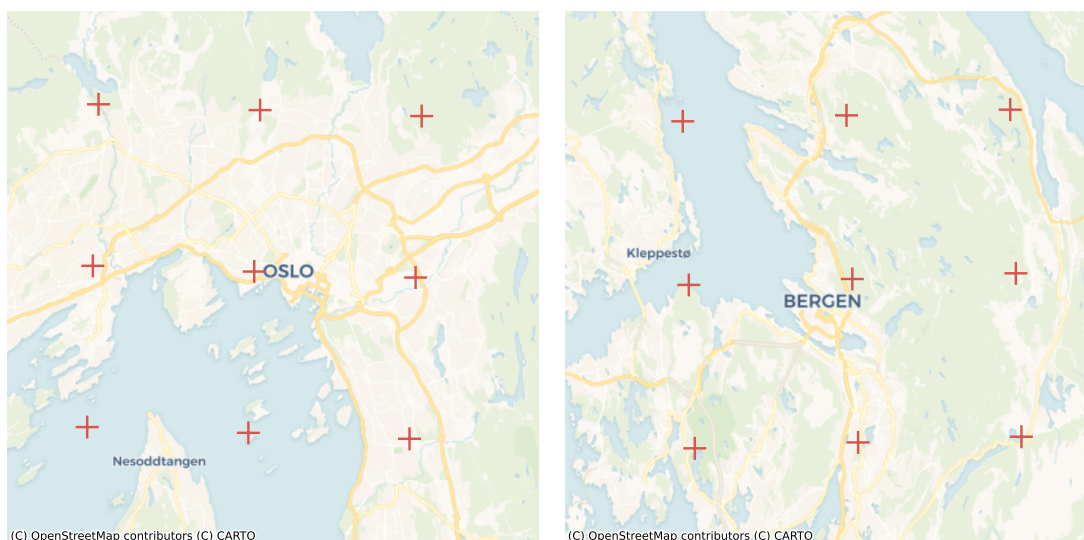 OSLO
Nesoddtangen
(C) OpenStreetMap contributors (C) CARTO
Kleppestø
BERGEN
(C) OpenStreetMap contributors (C) CARTO